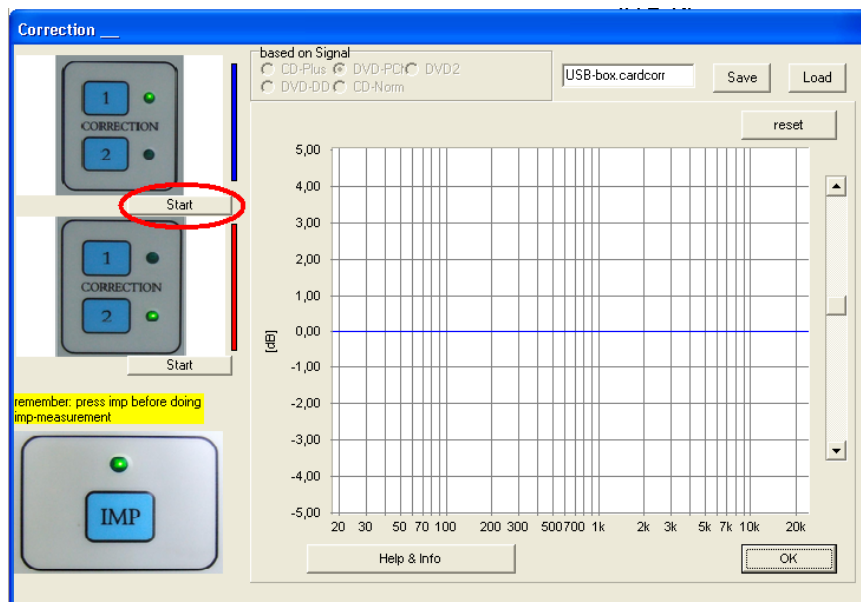 Correction __
based on Signal
CD-Plus DVD-PCM DVD2
DVD-DD CD-Norm
USB-box.cardcorr
Save
Load
reset
1
CORRECTION
2
Start
1
CORRECTION
2
Start
remember: press imp before doing
imp-measurement
IMP
[dB]
5,00
4,00
3,00
2,00
1,00
0,00
-1,00
-2,00
-3,00
-4,00
-5,00
20 30 50 70 100 200 300 500 700 1k 2k 3k 5k 7k 10k 20k
Help & Info
OK